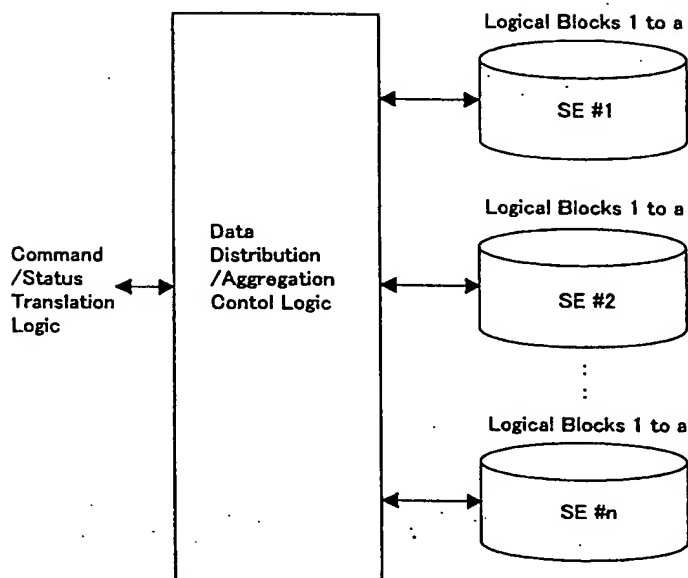 Logical Blocks 1 to a
SE #1
Logical Blocks 1 to a
SE #2
Command
/Status
Translation
Logic
Data
Distribution
/Aggregation
Contol Logic
Logical Blocks 1 to a
SE #n